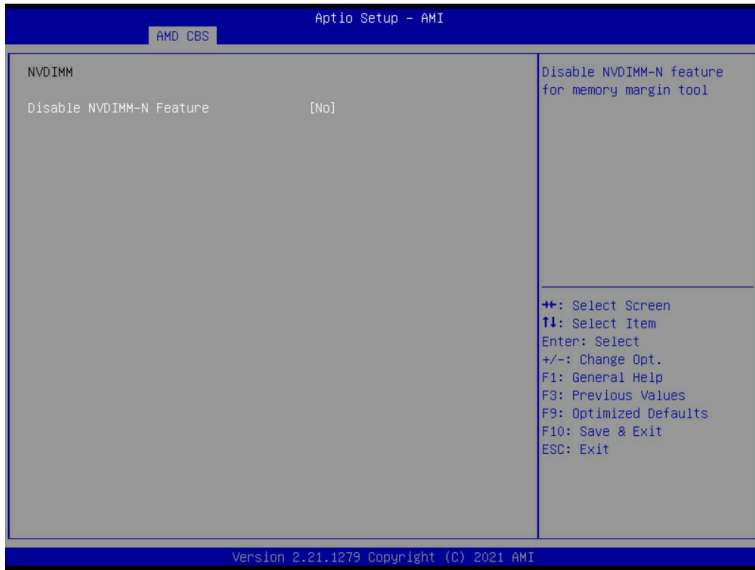 Aptio Setup - AMI
AMD CBS
NVDIMM
Disable NVDIMM-N Feature [No]
Disable NVDIMM-N feature
for memory margin tool
→←: Select Screen
↑↓: Select Item
Enter: Select
+/-: Change Opt.
F1: General Help
F3: Previous Values
F9: Optimized Defaults
F10: Save & Exit
ESC: Exit
Version 2.21.1279 Copyright (C) 2021 AMI